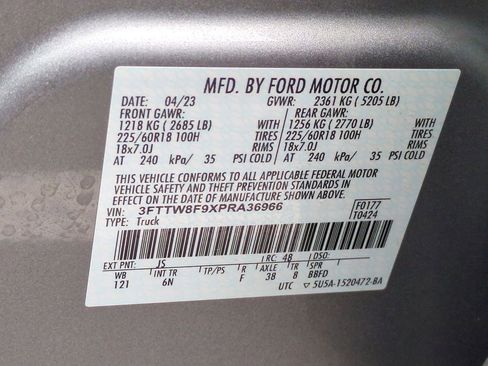 MFD. BY FORD MOTOR CO.
DATE: 04/23 GVWR: 2361 KG ( 5205 LB)
FRONT GAWR: REAR GAWR:
1218 KG ( 2685 LB) WITH 1256 KG ( 2770 LB) WITH
225/60R18 100H TIRES 225/60R18 100H TIRES
18x7.0J RIMS 18x7.0J RIMS
AT 240 kPa/ 35 PSI COLD AT 240 kPa/ 35 PSI COLD
THIS VEHICLE CONFORMS TO ALL APPLICABLE FEDERAL MOTOR
VEHICLE SAFETY AND THEFT PREVENTION STANDARDS IN
EFFECT ON THE DATE OF MANUFACTURE SHOWN ABOVE.
VIN: 3FTTW8F9XPRA36966 F0177
TYPE: Truck T0424
EXT PNT: JS RC: 48 DSO:
WB INT TR TP/PS R AXLE TR SPR
121 6N F 38 8 BBFD
UTC ▽ 5U5A-1520472-BA